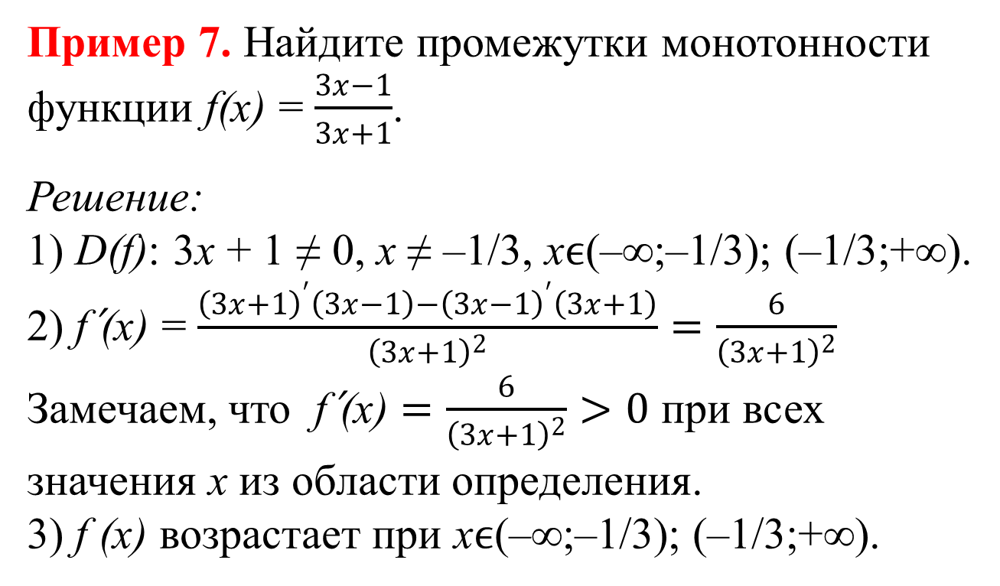 Пример 7. Найдите промежутки монотонности
функции f(x) = (3x−1)/(3x+1).
Решение:
1) D(f): 3x + 1 ≠ 0, x ≠ –1/3, xϵ(–∞;–1/3); (–1/3;+∞).
2) f′(x) = ((3x+1)′(3x−1)−(3x−1)′(3x+1))/(3x+1)² = 6/(3x+1)²
Замечаем, что f′(x) = 6/(3x+1)² > 0 при всех
значения x из области определения.
3) f (x) возрастает при xϵ(–∞;–1/3); (–1/3;+∞).